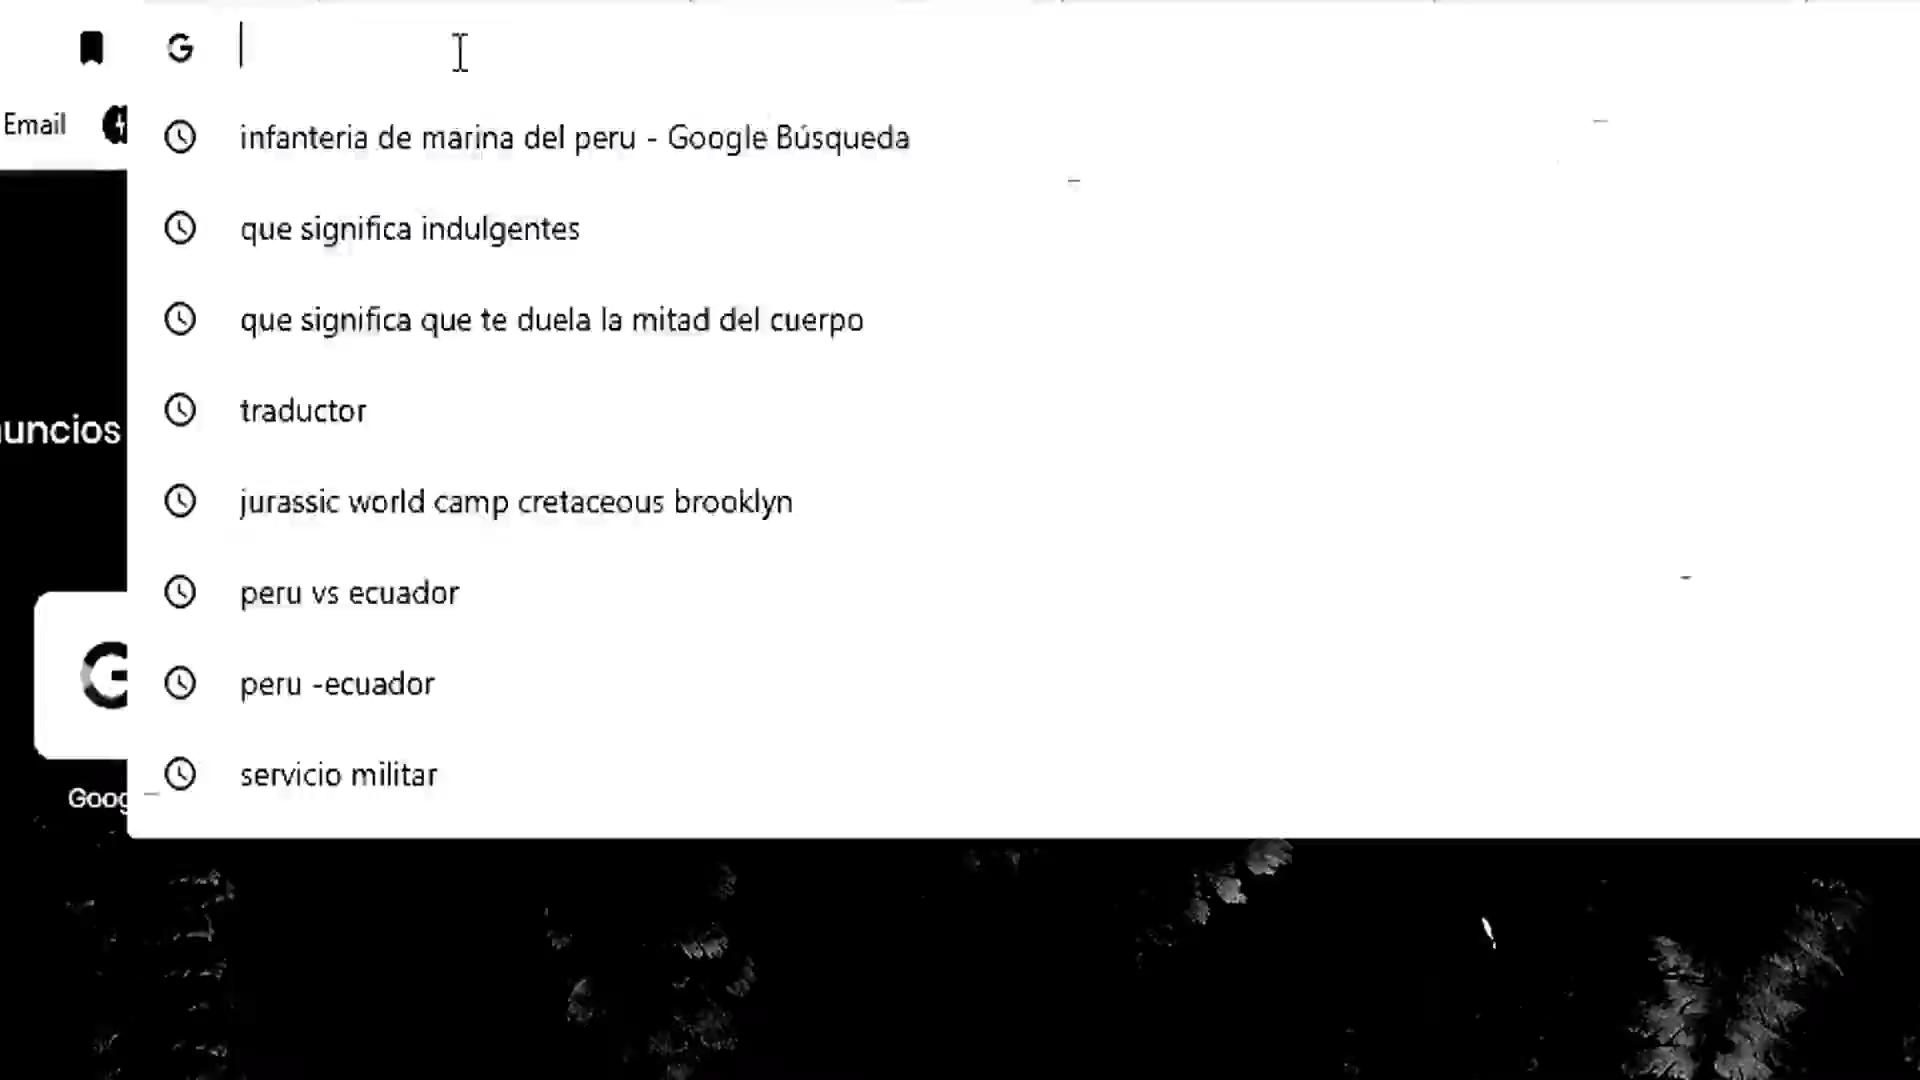 Email
infanteria de marina del peru - Google Búsqueda
que significa indulgentes
que significa que te duela la mitad del cuerpo
traductor
uncios
jurassic world camp cretaceous brooklyn
peru vs ecuador
peru -ecuador
servicio militar
Goog